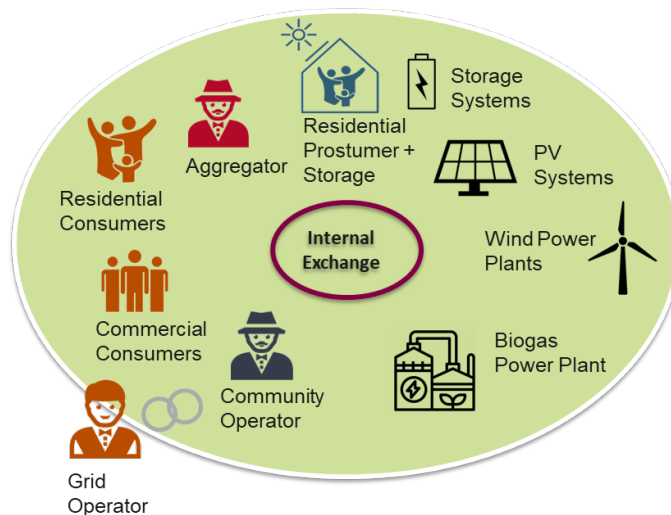 Storage
Systems
Residential
Prostumer +
Storage
Aggregator
PV
Systems
Residential
Consumers
Internal
Exchange
Wind Power
Plants
Commercial
Consumers
Biogas
Power Plant
Community
Operator
Grid
Operator